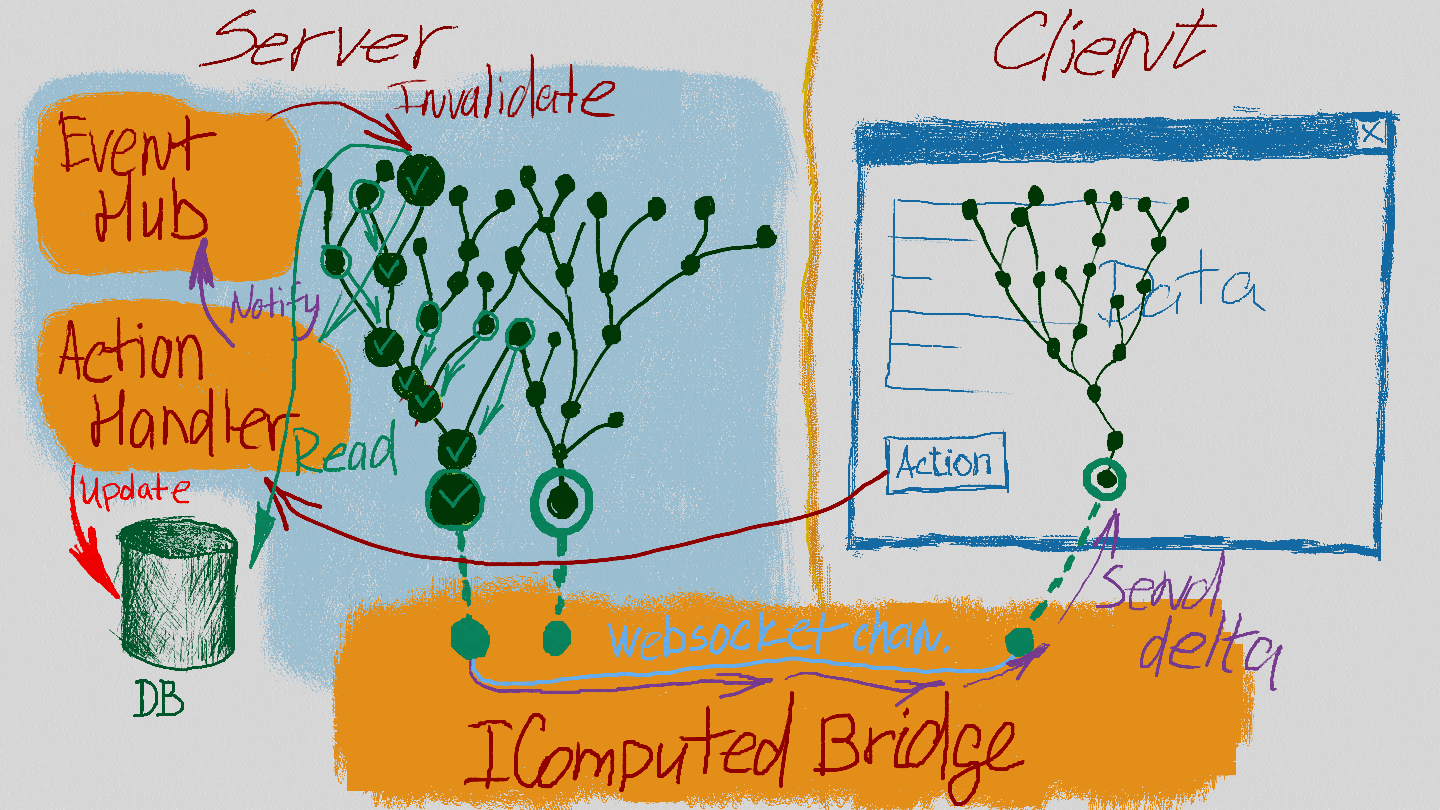 Server
Client
Invalidate
Event
Hub
Notify
Action
Handler
Read
Update
DB
Data
Action
Send
delta
Websocket chan.
IComputed Bridge